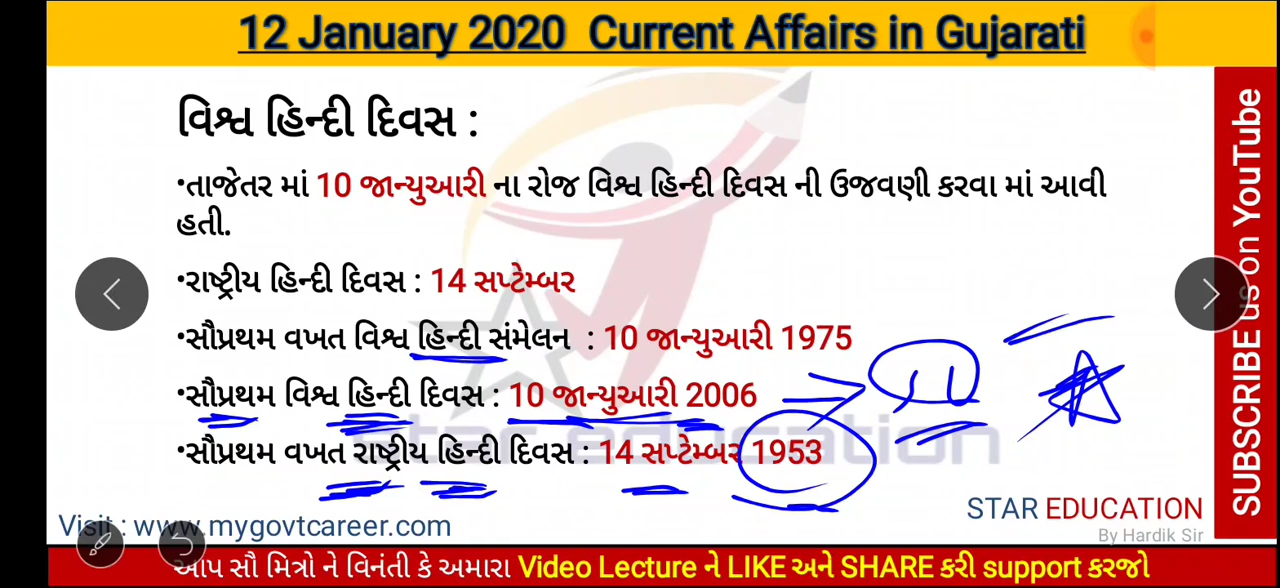 12 January 2020 Current Affairs in Gujarati
વિશ્વ હિન્દી દિવસ :
•તાજેતર માં 10 જાન્યુઆરી ના રોજ વિશ્વ હિન્દી દિવસ ની ઉજવણી કરવા માં આવી
હતી.
•રાષ્ટ્રીય હિન્દી દિવસ : 14 સપ્ટેમ્બર
•સૌપ્રથમ વખત વિશ્વ હિન્દી સંમેલન : 10 જાન્યુઆરી 1975
•સૌપ્રથમ વિશ્વ હિન્દી દિવસ : 10 જાન્યુઆરી 2006
•સૌપ્રથમ વખત રાષ્ટ્રીય હિન્દી દિવસ : 14 સપ્ટેમ્બર 1953
star education
STAR EDUCATION
By Hardik Sir
Visit : www.mygovtcareer.com
આપ સૌ મિત્રો ને વિનંતી કે અમારા Video Lecture ને LIKE અને SHARE કરી support કરજો
SUBSCRIBE us on YouTube